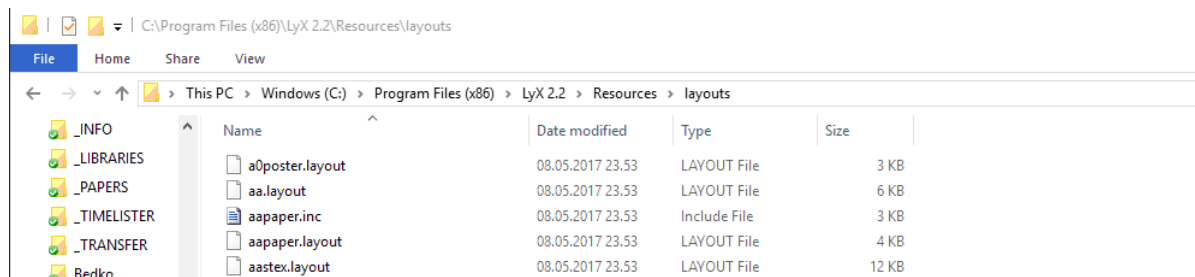 C:\Program Files (x86)\LyX 2.2\Resources\layouts
File Home Share View
This PC > Windows (C:) > Program Files (x86) > LyX 2.2 > Resources > layouts
_INFO
_LIBRARIES
_PAPERS
_TIMELISTER
_TRANSFER
Bedko
Name Date modified Type Size
a0poster.layout 08.05.2017 23.53 LAYOUT File 3 KB
aa.layout 08.05.2017 23.53 LAYOUT File 6 KB
aapaper.inc 08.05.2017 23.53 Include File 3 KB
aapaper.layout 08.05.2017 23.53 LAYOUT File 4 KB
aastex.layout 08.05.2017 23.53 LAYOUT File 12 KB